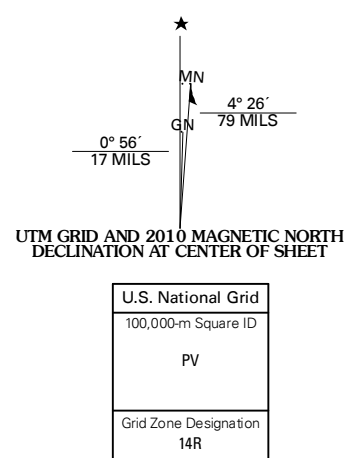 ★
MN
4° 26´
79 MILS
GN
0° 56´
17 MILS
UTM GRID AND 2010 MAGNETIC NORTH
DECLINATION AT CENTER OF SHEET
U.S. National Grid
100,000-m Square ID
PV
Grid Zone Designation
14R